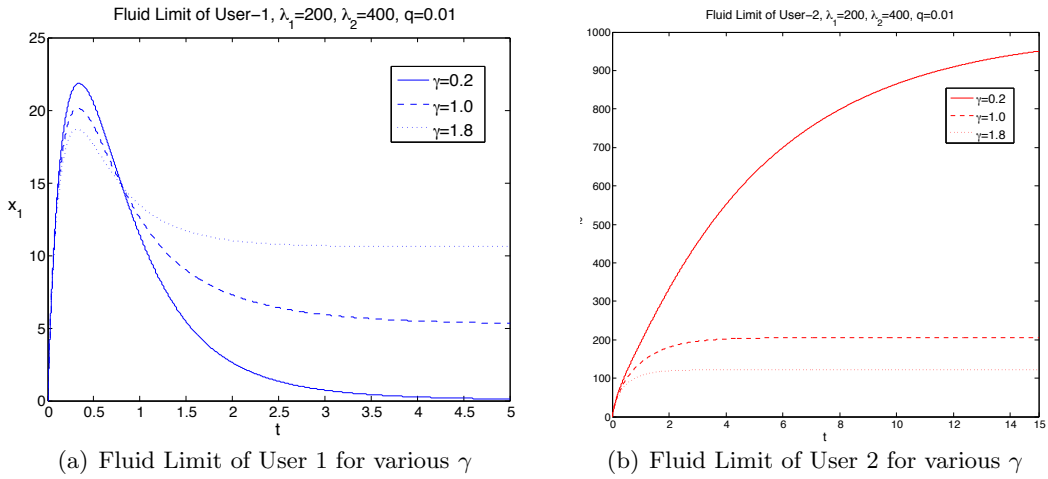 Fluid Limit of User-1, λ₁=200, λ₂=400, q=0.01
25
20
15
10
5
0
x₁
0 0.5 1 1.5 2 2.5 3 3.5 4 4.5 5
t
γ=0.2
γ=1.0
γ=1.8
(a) Fluid Limit of User 1 for various γ
Fluid Limit of User-2, λ₁=200, λ₂=400, q=0.01
1000
900
800
700
600
500
400
300
200
100
0
0 2 4 6 8 10 12 14 15
t
γ=0.2
γ=1.0
γ=1.8
(b) Fluid Limit of User 2 for various γ